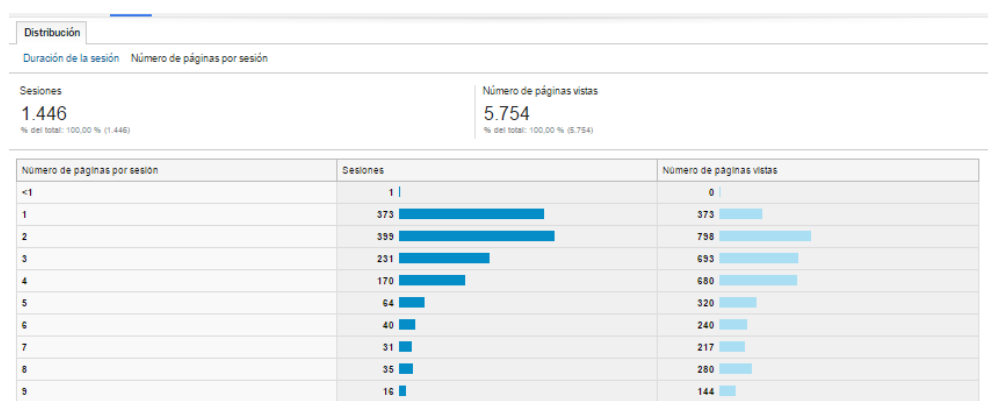 Distribución
Duración de la sesión Número de páginas por sesión
Sesiones Número de páginas vistas
1.446 5.754
% del total: 100,00 % (1.446) % del total: 100,00 % (5.754)
Número de páginas por sesión Sesiones Número de páginas vistas
<1 1 0
1 373 373
2 399 798
3 231 693
4 170 680
5 64 320
6 40 240
7 31 217
8 35 280
9 16 144